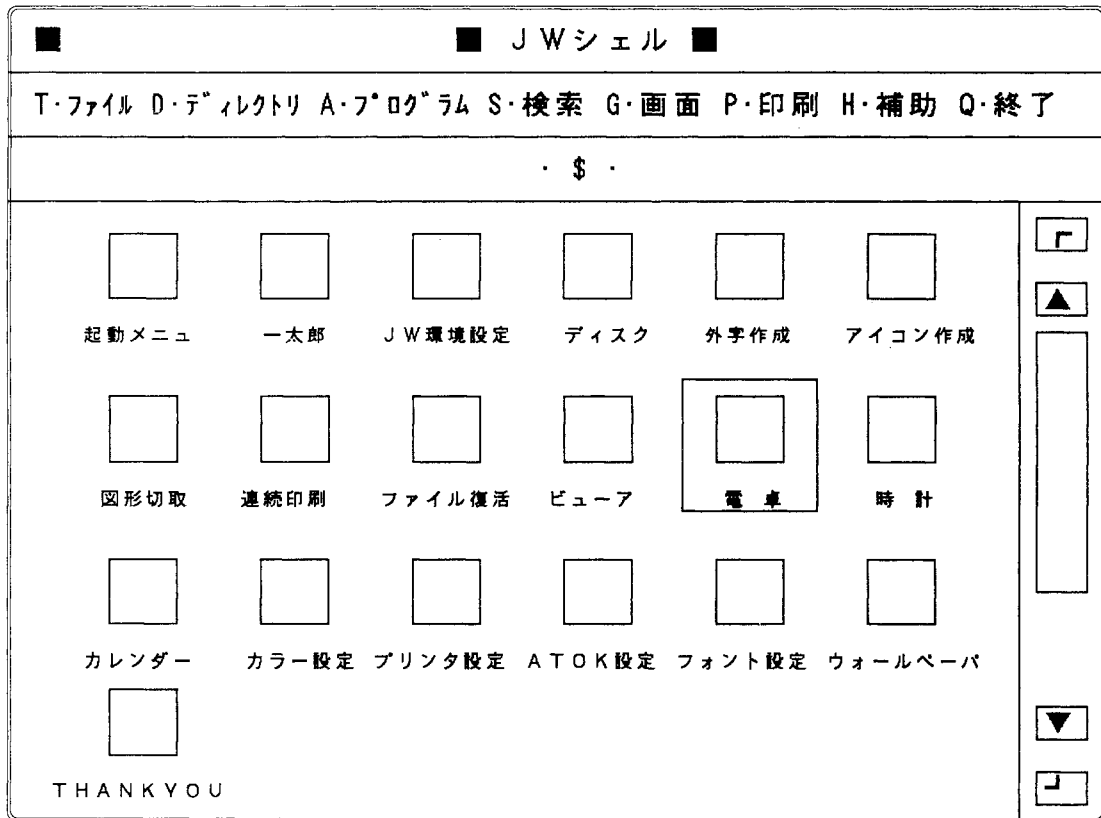 ■ ■ JWシェル ■
T・ファイル D・ディレクトリ A・プログラム S・検索 G・画面 P・印刷 H・補助 Q・終了
・ $ ・
起動メニュ 一太郎 JW環境設定 ディスク 外字作成 アイコン作成
図形切取 連続印刷 ファイル復活 ビューア 電卓 時計
カレンダー カラー設定 プリンタ設定 ATOK設定 フォント設定 ウォールペーパ
THANKYOU